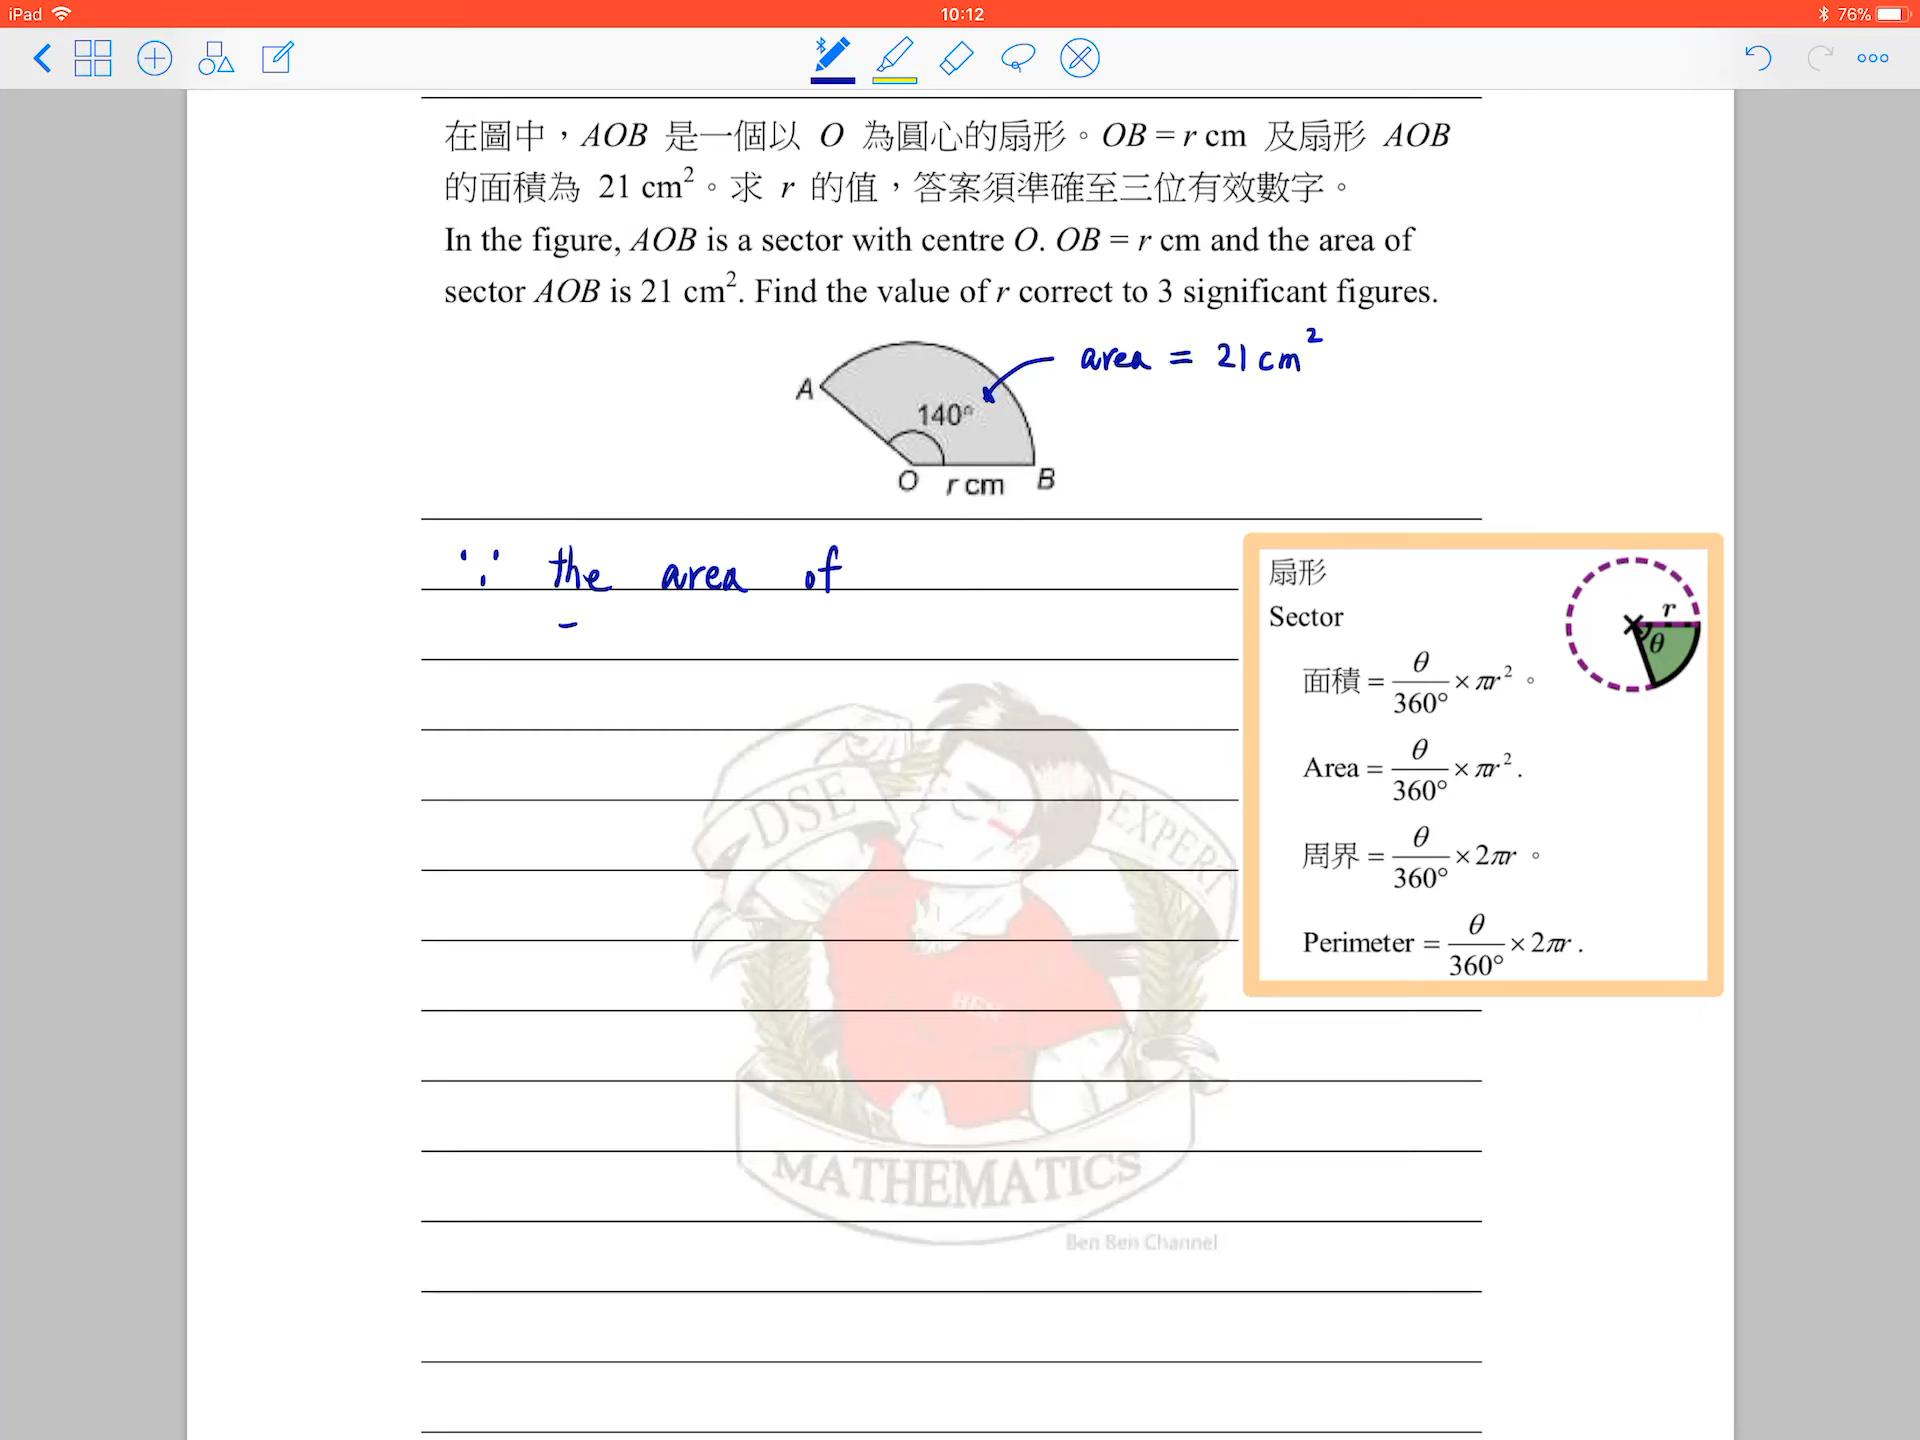 iPad 10:12 76%
在圖中，AOB 是一個以 O 為圓心的扇形。OB = r cm 及扇形 AOB
的面積為 21 cm²。求 r 的值，答案須準確至三位有效數字。
In the figure, AOB is a sector with centre O. OB = r cm and the area of
sector AOB is 21 cm². Find the value of r correct to 3 significant figures.
area = 21 cm²
A
140°
O r cm B
∵ the area of
扇形
Sector
r
θ
面積 = θ/360° × πr²。
Area = θ/360° × πr².
周界 = θ/360° × 2πr。
Perimeter = θ/360° × 2πr.
DSE EXPERT
BEN
MATHEMATICS
Ben Ben Channel